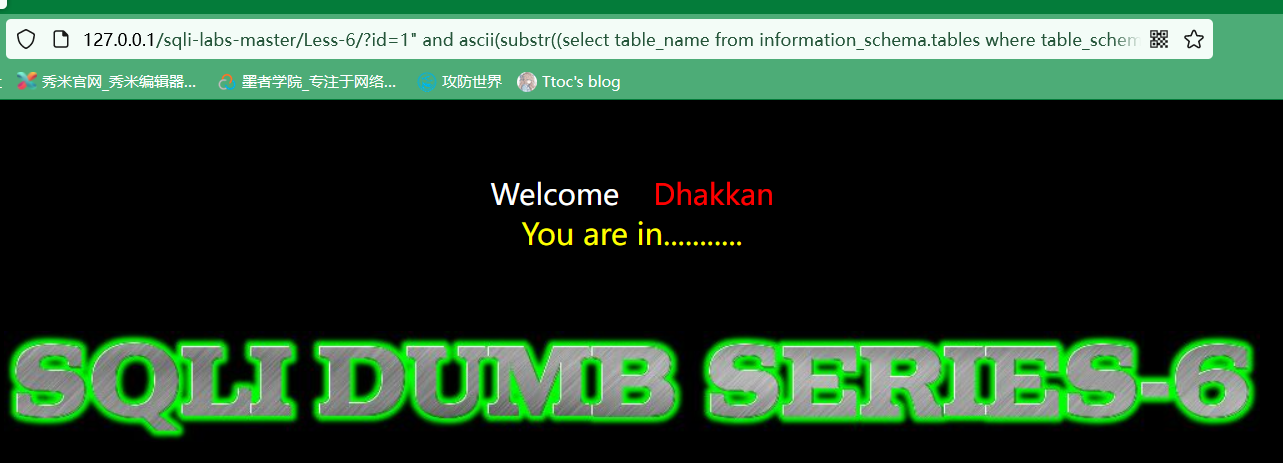 127.0.0.1/sqli-labs-master/Less-6/?id=1" and ascii(substr((select table_name from information_schema.tables where table_schem
秀米官网_秀米编辑器... 墨者学院_专注于网络... 攻防世界 Ttoc's blog
Welcome Dhakkan
You are in...........
SQLI DUMB SERIES-6